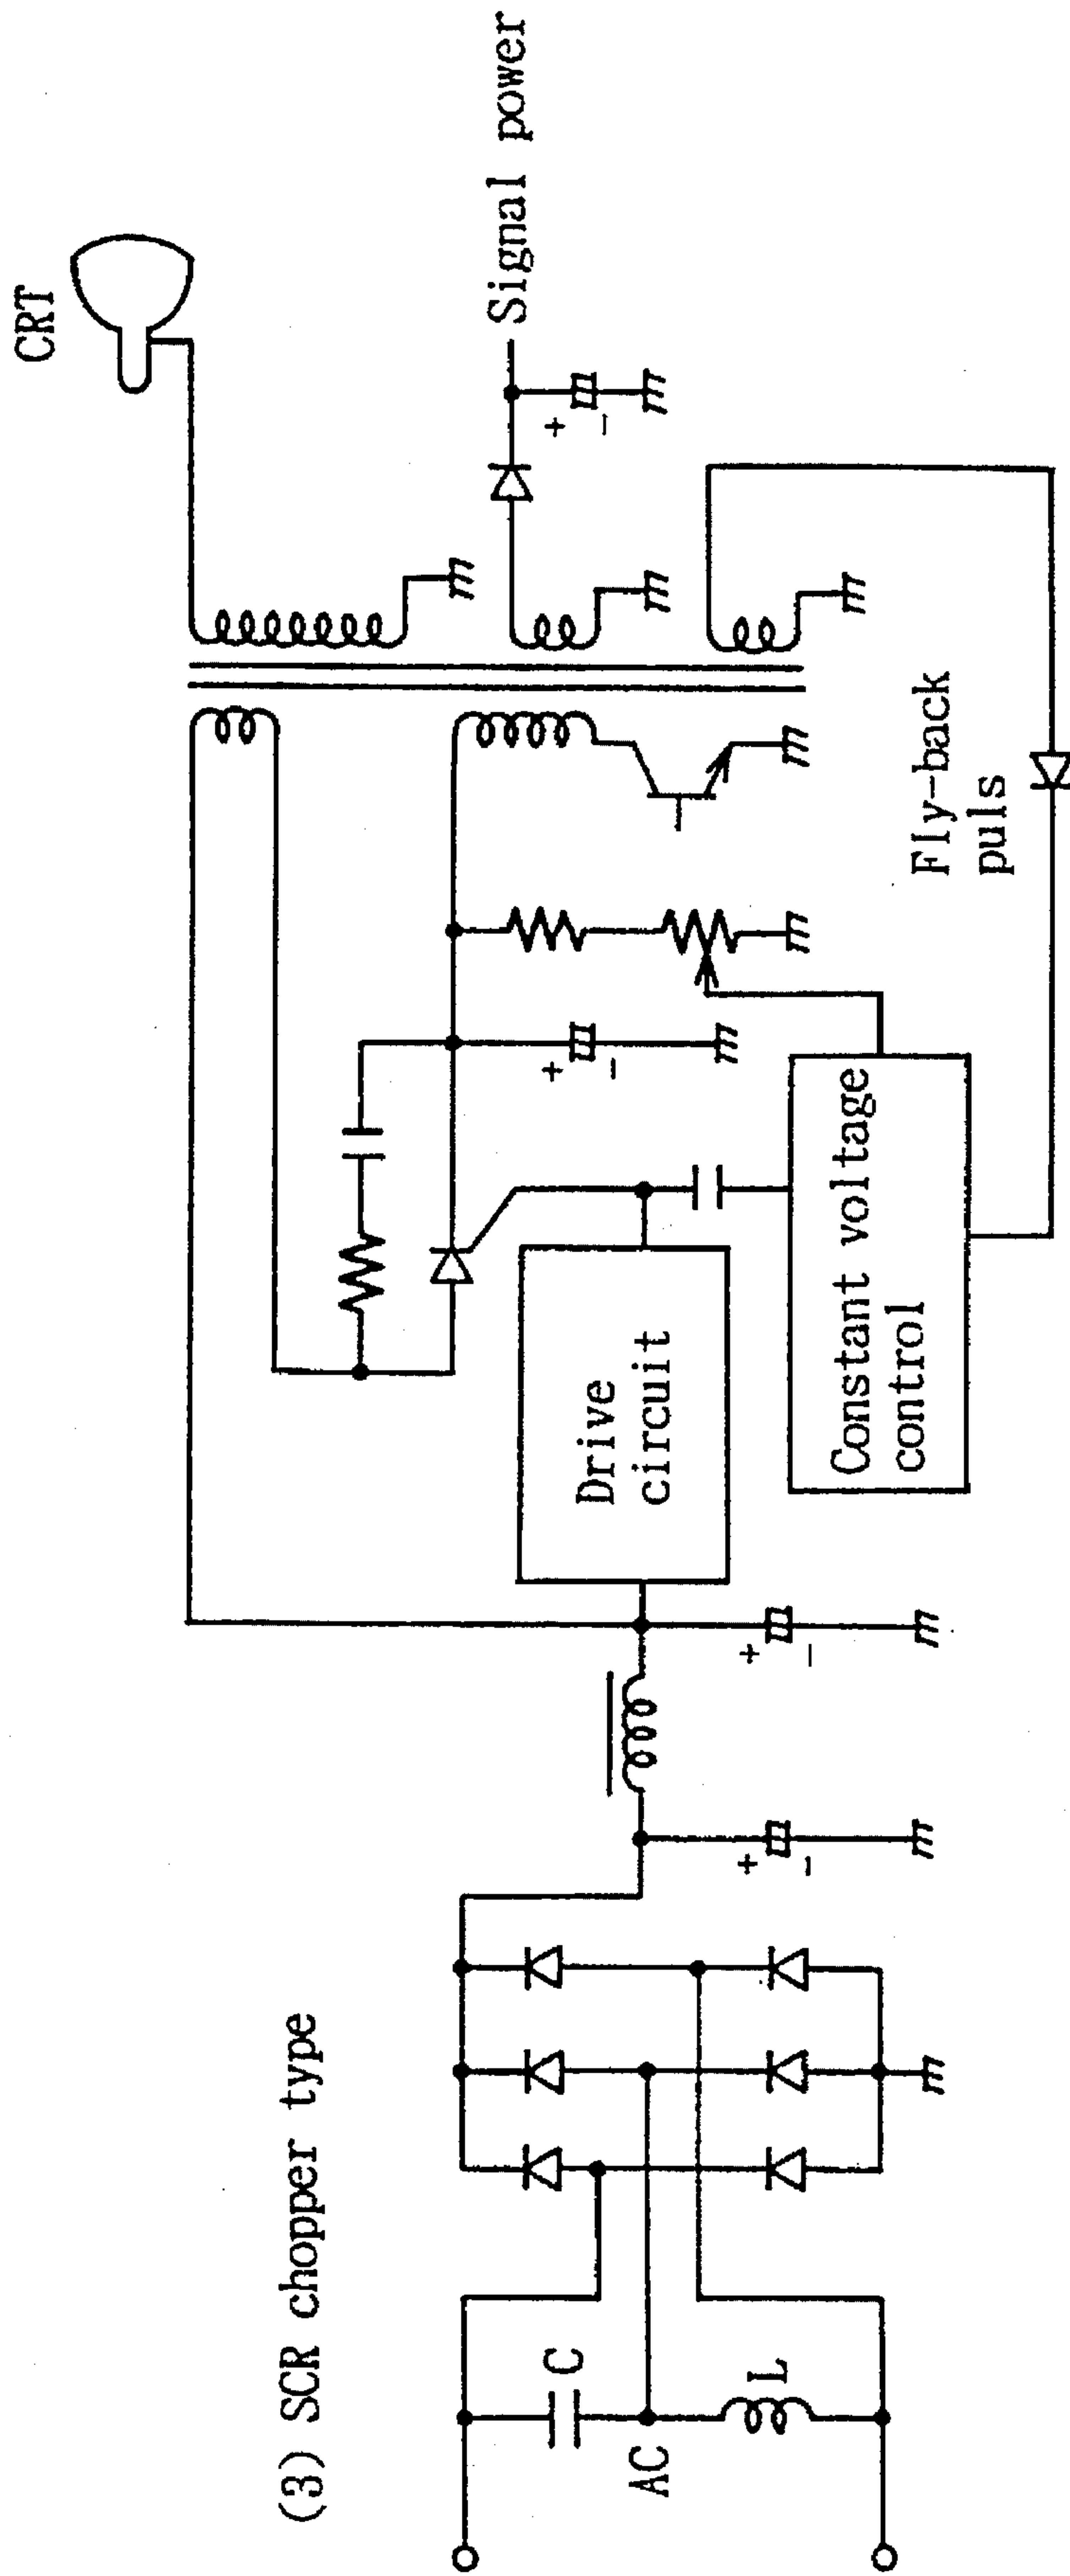 (3) SCR chopper type
CRT
Signal power
+
-
+
-
Fly-back
puls
Drive
circuit
Constant voltage
control
+
-
+
-
C
AC
L